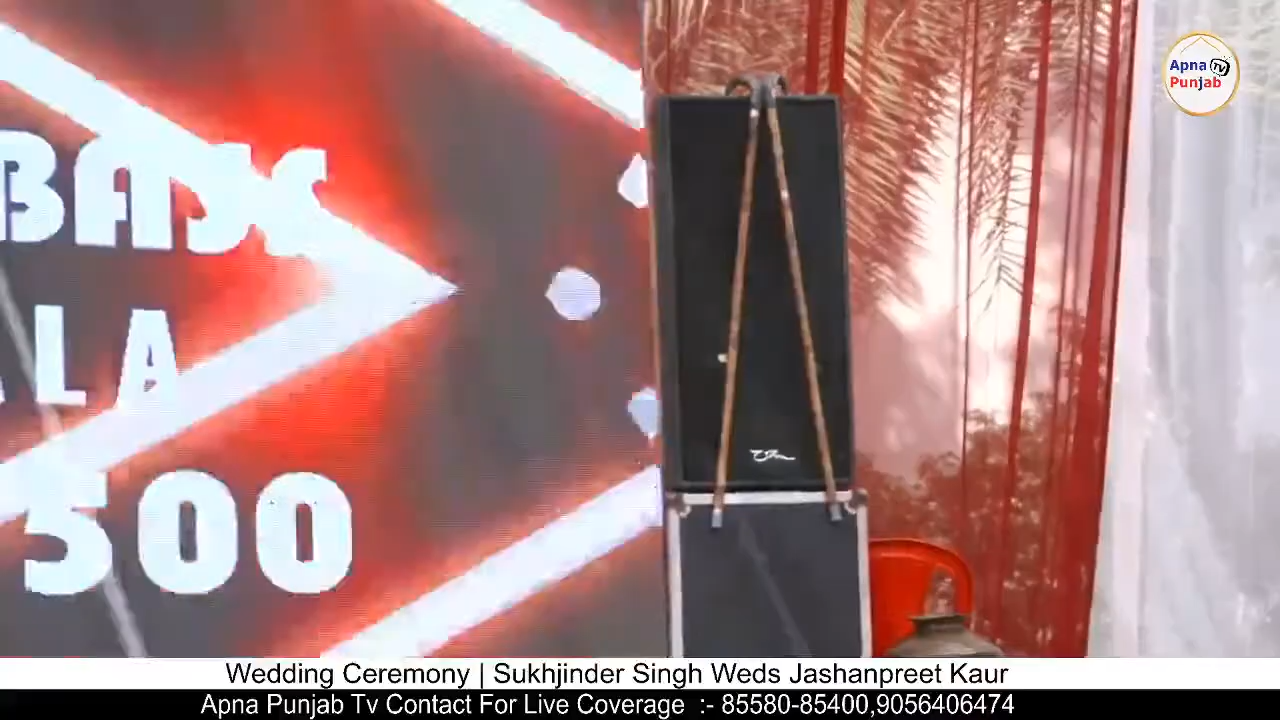 Apna TV
Punjab
LA
500
Wedding Ceremony | Sukhjinder Singh Weds Jashanpreet Kaur
Apna Punjab Tv Contact For Live Coverage :- 85580-85400,9056406474